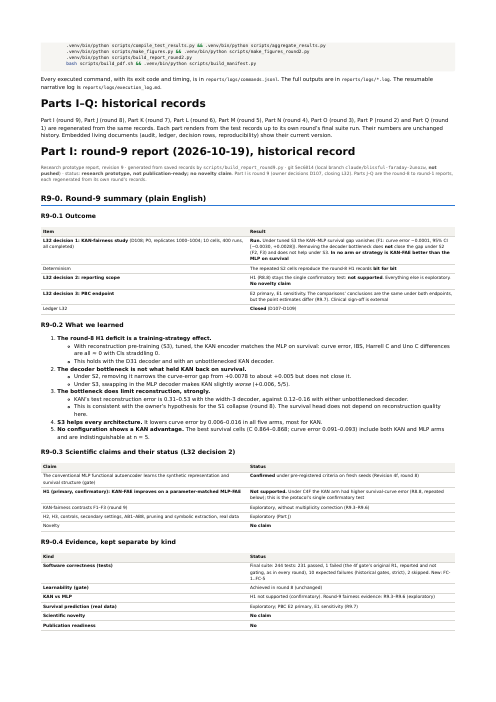 .venv/bin/python scripts/compile_test_results.py && .venv/bin/python scripts/aggregate_results.py
.venv/bin/python scripts/make_figures.py && .venv/bin/python scripts/make_figures_round2.py
.venv/bin/python scripts/build_report_round9.py
bash scripts/build_pdf.sh && .venv/bin/python scripts/build_manifest.py
Every executed command, with its exit code and timing, is in reports/logs/commands.jsonl. The full outputs are in reports/logs/*.log. The resumable
narrative log is reports/execution_log.md.
Parts I–Q: historical records
Part I (round 9), Part J (round 8), Part K (round 7), Part L (round 6), Part M (round 5), Part N (round 4), Part O (round 3), Part P (round 2) and Part Q (round
1) are regenerated from the same records. Each part renders from the test records up to its own round's final suite run. Their numbers are unchanged
history. Embedded living documents (audit, ledger, decision rows, reproducibility) show their current version.
Part I: round-9 report (2026-10-19), historical record
Research prototype report, revision 9 · generated from saved records by scripts/build_report_round9.py · git
pushed) · status: research prototype, not publication-ready; no novelty claim. Part I is round 9 (owner decisions D107, closing L32). Parts J–Q are the round-8 to round-1 reports,
each regenerated from its own round's records.
R9-0. Round-9 summary (plain English)
R9-0.1 Outcome
Item Result
L32 decision 1: KAN-fairness study (D108; P0, replicates 1000–1004; 10 cells, 400 runs, Run. Under tuned S3 the KAN-MLP survival gap vanishes (F1: curve error −0.0001, 95% CI
all completed) [−0.0030, +0.0028]). Matching the decoder bottleneck does not close the gap under S2
(F2, F3) and does not help under S3. In no arm or strategy is KAN-FAE better than the
MLP on survival
Determinism The repeated S2 cells reproduce the round-8 H1 records bit for bit
L32 decision 2: reporting scope H1 (R8.8) stays the single confirmatory test: not supported. Everything else is exploratory.
No novelty claim
L32 decision 3: PBC endpoint E2 primary, E1 sensitivity. The comparisons' conclusions are the same under both endpoints,
but the point estimates differ (R9.7). Clinical sign-off is external
Ledger L32 Closed (D107–D109)
R9-0.2 What we learned
1. The round-8 H1 deficit is a training-strategy effect.
With reconstruction pre-training (S3), tuned, the KAN encoder matches the MLP on survival: curve error, IBS, Harrell C and Uno C differences
are all ≈ 0 with CIs straddling 0.
This holds with the D31 decoder and with an unbottlenecked KAN decoder.
2. The decoder bottleneck is not what held KAN back on survival.
Under S2, removing it narrows the curve-error gap from +0.0078 to about +0.005 but does not close it.
Under S3, swapping in the MLP decoder makes KAN slightly worse (+0.006, 5/5).
3. The bottleneck does limit reconstruction, strongly.
KAN's test reconstruction error is 0.31–0.53 with the width-3 decoder, against 0.12–0.16 with either unbottlenecked decoder.
This is consistent with the owner's hypothesis for the S1 collapse (round 8). The survival head does not depend on reconstruction quality
here.
4. S3 helps every architecture. It lowers curve error by 0.006–0.016 in all five arms, most for KAN.
5. No configuration shows a KAN advantage. The best survival cells (C 0.864–0.868; curve error 0.091–0.093) include both KAN and MLP arms
and are indistinguishable at n = 5.
R9-0.3 Scientific claims and their status (L32 decision 2)
Claim Status
The conventional MLP functional autoencoder learns the synthetic representation and Confirmed under pre-registered criteria on fresh seeds (Revision 4f, round 8)
survival structure (gate)
H1 (primary, confirmatory): KAN-FAE improves on a parameter-matched MLP-FAE Not supported. Under C4f the KAN arm had higher survival-curve error (R8.8, reprinted
below); this is the protocol's single confirmatory test
KAN-fairness contrasts F1–F3 (round 9) Exploratory, without multiplicity correction (R9.3–R9.6)
H2, H3, controls, secondary settings, AB1–AB8, pruning and symbolic extraction, real data Exploratory (Part J)
Novelty No claim
R9-0.4 Evidence, kept separate by kind
Kind Status
Software correctness (tests) Final suite: 244 tests: 231 passed, 1 failed (the 4f gate's original R1, reported and not
gating, as in every round), 10 expected failures (historical gates, strict), 2 skipped. New: FC-
1..FC-5
Learnability (gate) Achieved in round 8 (unchanged)
KAN vs MLP H1 not supported (confirmatory). Round-9 fairness evidence: R9.3–R9.6 (exploratory)
Survival prediction (real data) Exploratory, PBC E2 primary, E1 sensitivity (R9.7)
Scientific novelty No claim
Publication readiness No